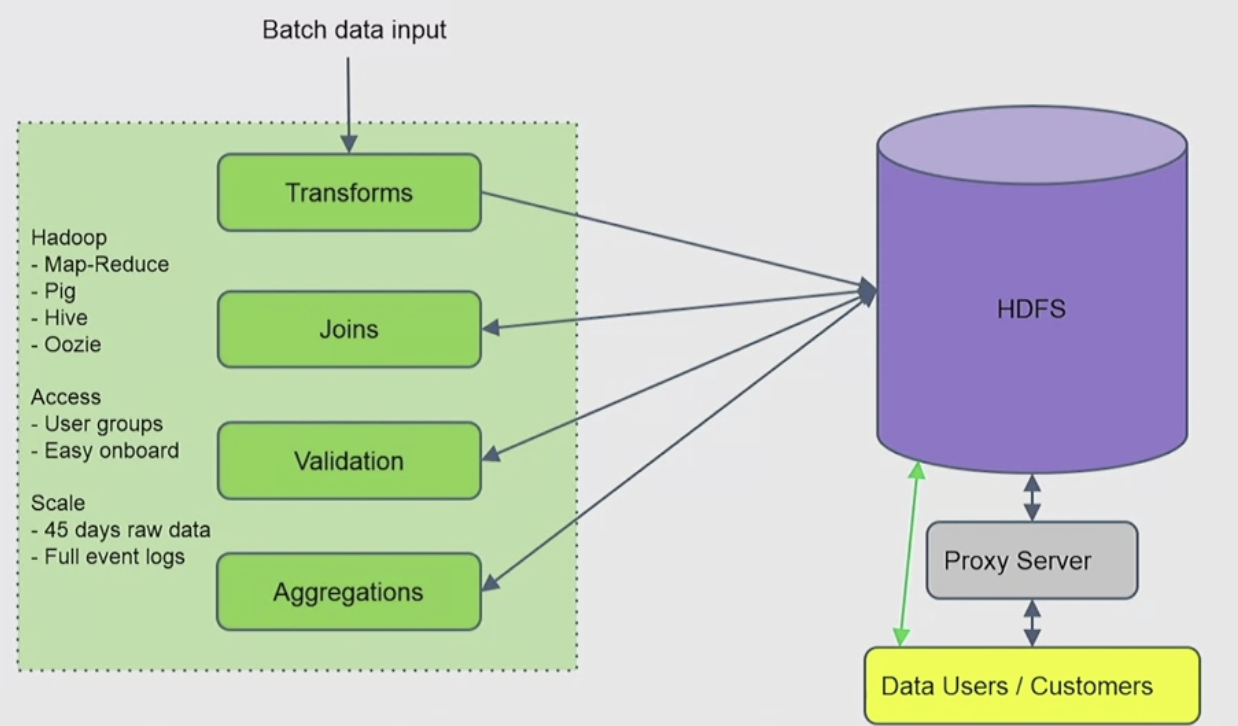 Batch data input
Transforms
Hadoop
- Map-Reduce
- Pig
- Hive
- Oozie
Joins
Access
- User groups
- Easy onboard
Validation
Scale
- 45 days raw data
- Full event logs
Aggregations
HDFS
Proxy Server
Data Users / Customers